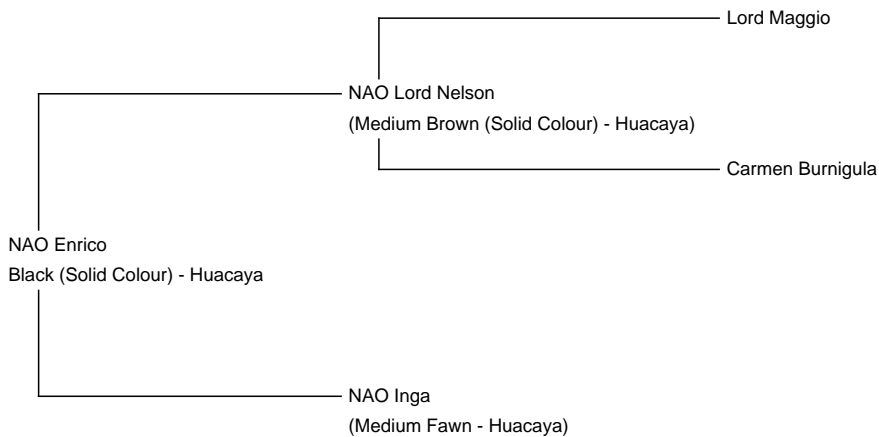 Lord Maggio
NAO Lord Nelson
(Medium Brown (Solid Colour) - Huacaya)
Carmen Burnigula
NAO Enrico
Black (Solid Colour) - Huacaya
NAO Inga
(Medium Fawn - Huacaya)